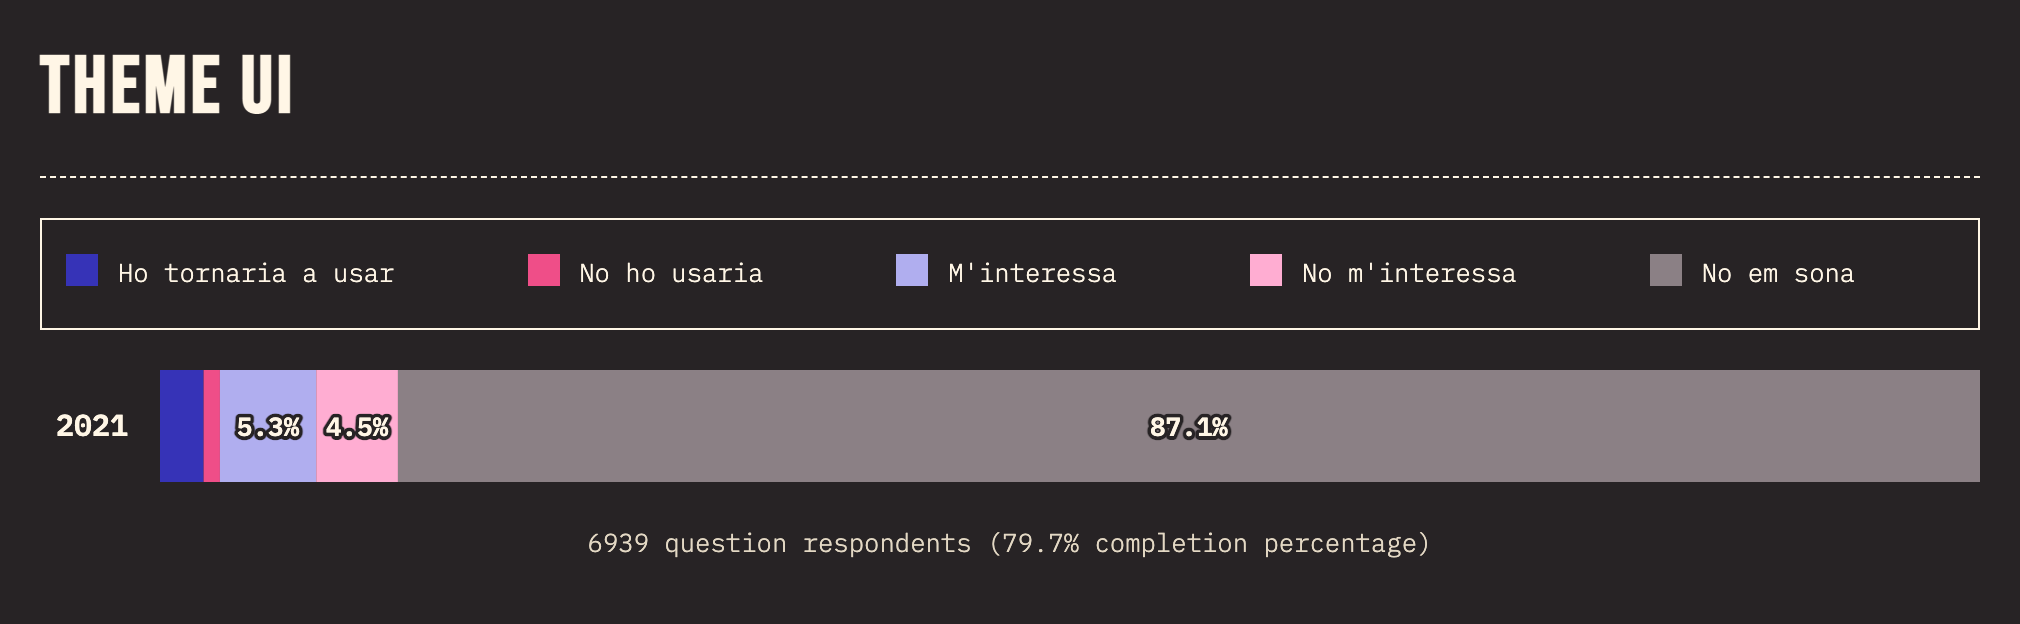 THEME UI
Ho tornaria a usar No ho usaria M'interessa No m'interessa No em sona
2021 5.3% 4.5% 87.1%
6939 question respondents (79.7% completion percentage)